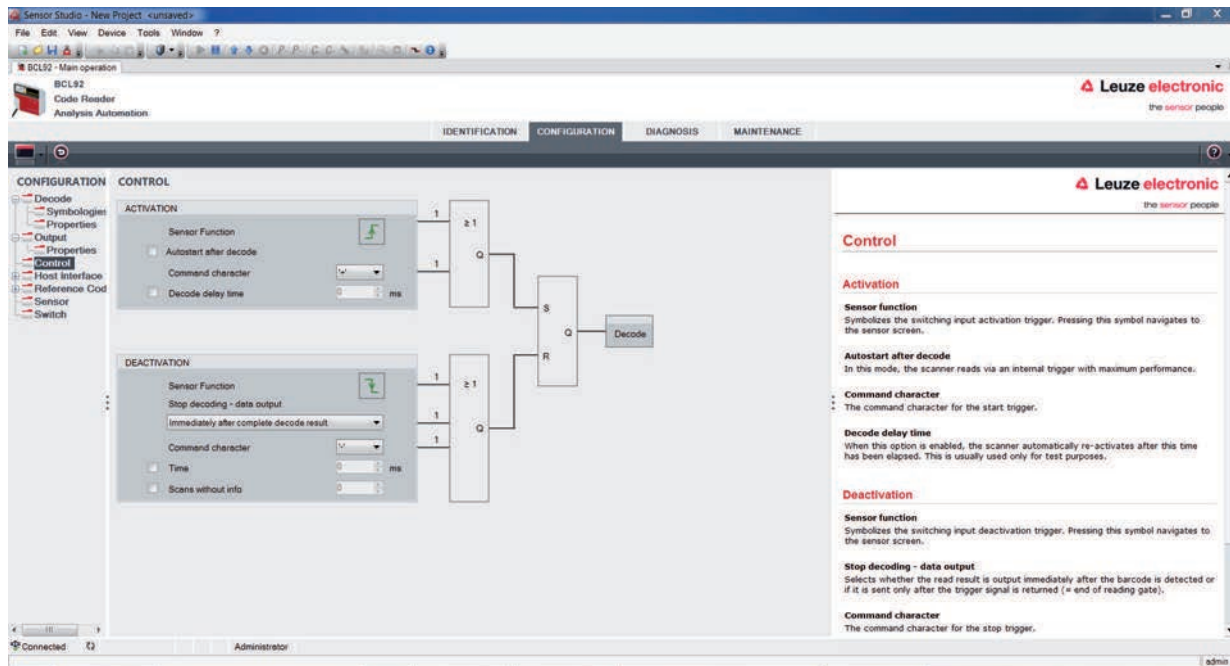 Sensor Studio - New Project <unsaved>
File Edit View Device Tools Window ?
BCL92 - Main operation
BCL92
Code Reader
Analysis Automation
Leuze electronic
the sensor people
IDENTIFICATION CONFIGURATION DIAGNOSIS MAINTENANCE
CONFIGURATION
Decode
Symbologies
Properties
Output
Properties
Control
Host Interface
Reference Cod
Sensor
Switch
CONTROL
ACTIVATION
Sensor Function
Autostart after decode
Command character '+'
Decode delay time 0 ms
1
1
≥1
Q
DEACTIVATION
Sensor Function
Stop decoding - data output
Immediately after complete decode result
Command character '-'
Time 0 ms
Scans without info 0
1
1
1
≥1
Q
S
R
Q
Decode
Leuze electronic
the sensor people
Control
Activation
Sensor function
Symbolizes the switching input activation trigger. Pressing this symbol navigates to
the sensor screen.
Autostart after decode
In this mode, the scanner reads via an internal trigger with maximum performance.
Command character
The command character for the start trigger.
Decode delay time
When this option is enabled, the scanner automatically re-activates after this time
has been elapsed. This is usually used only for test purposes.
Deactivation
Sensor function
Symbolizes the switching input deactivation trigger. Pressing this symbol navigates to
the sensor screen.
Stop decoding - data output
Selects whether the read result is output immediately after the barcode is detected or
if it is sent only after the trigger signal is returned (= end of reading gate).
Command character
The command character for the stop trigger.
Connected
Administrator
admin